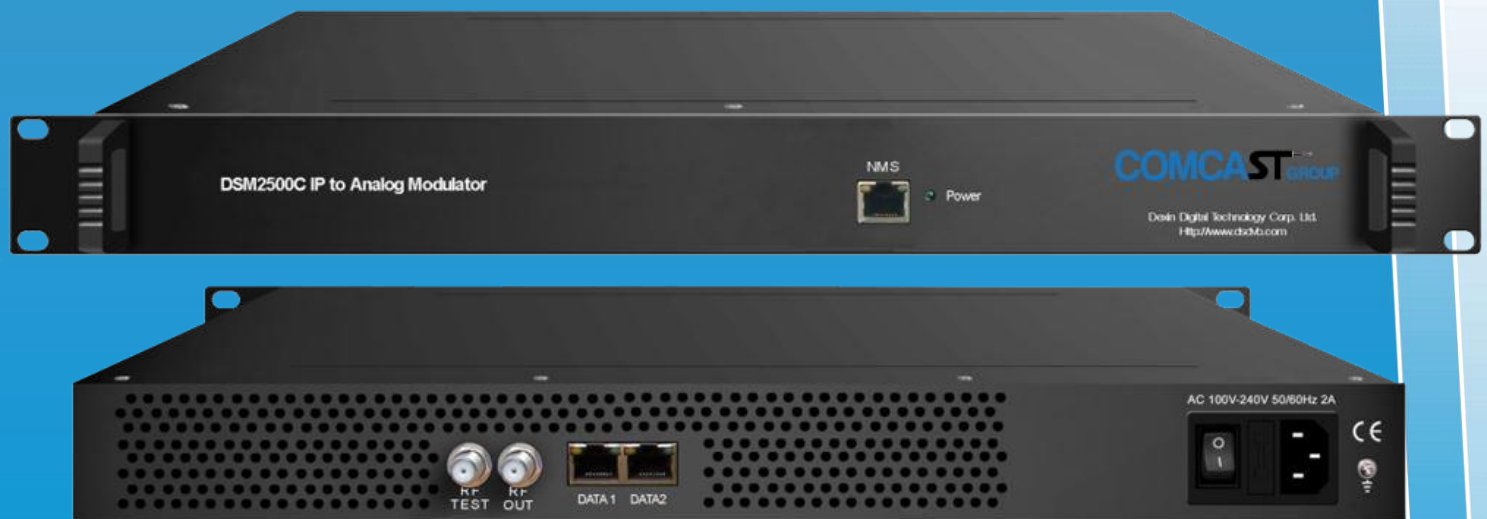 DSM2500C IP to Analog Modulator
NMS
Power
COMCAST
GROUP
Dexin Digital Technology Corp. Ltd.
Http://www.dsdvb.com
AC 100V-240V 50/60Hz 2A
O
I
CE
RF
TEST
RF
OUT
DATA 1
DATA2